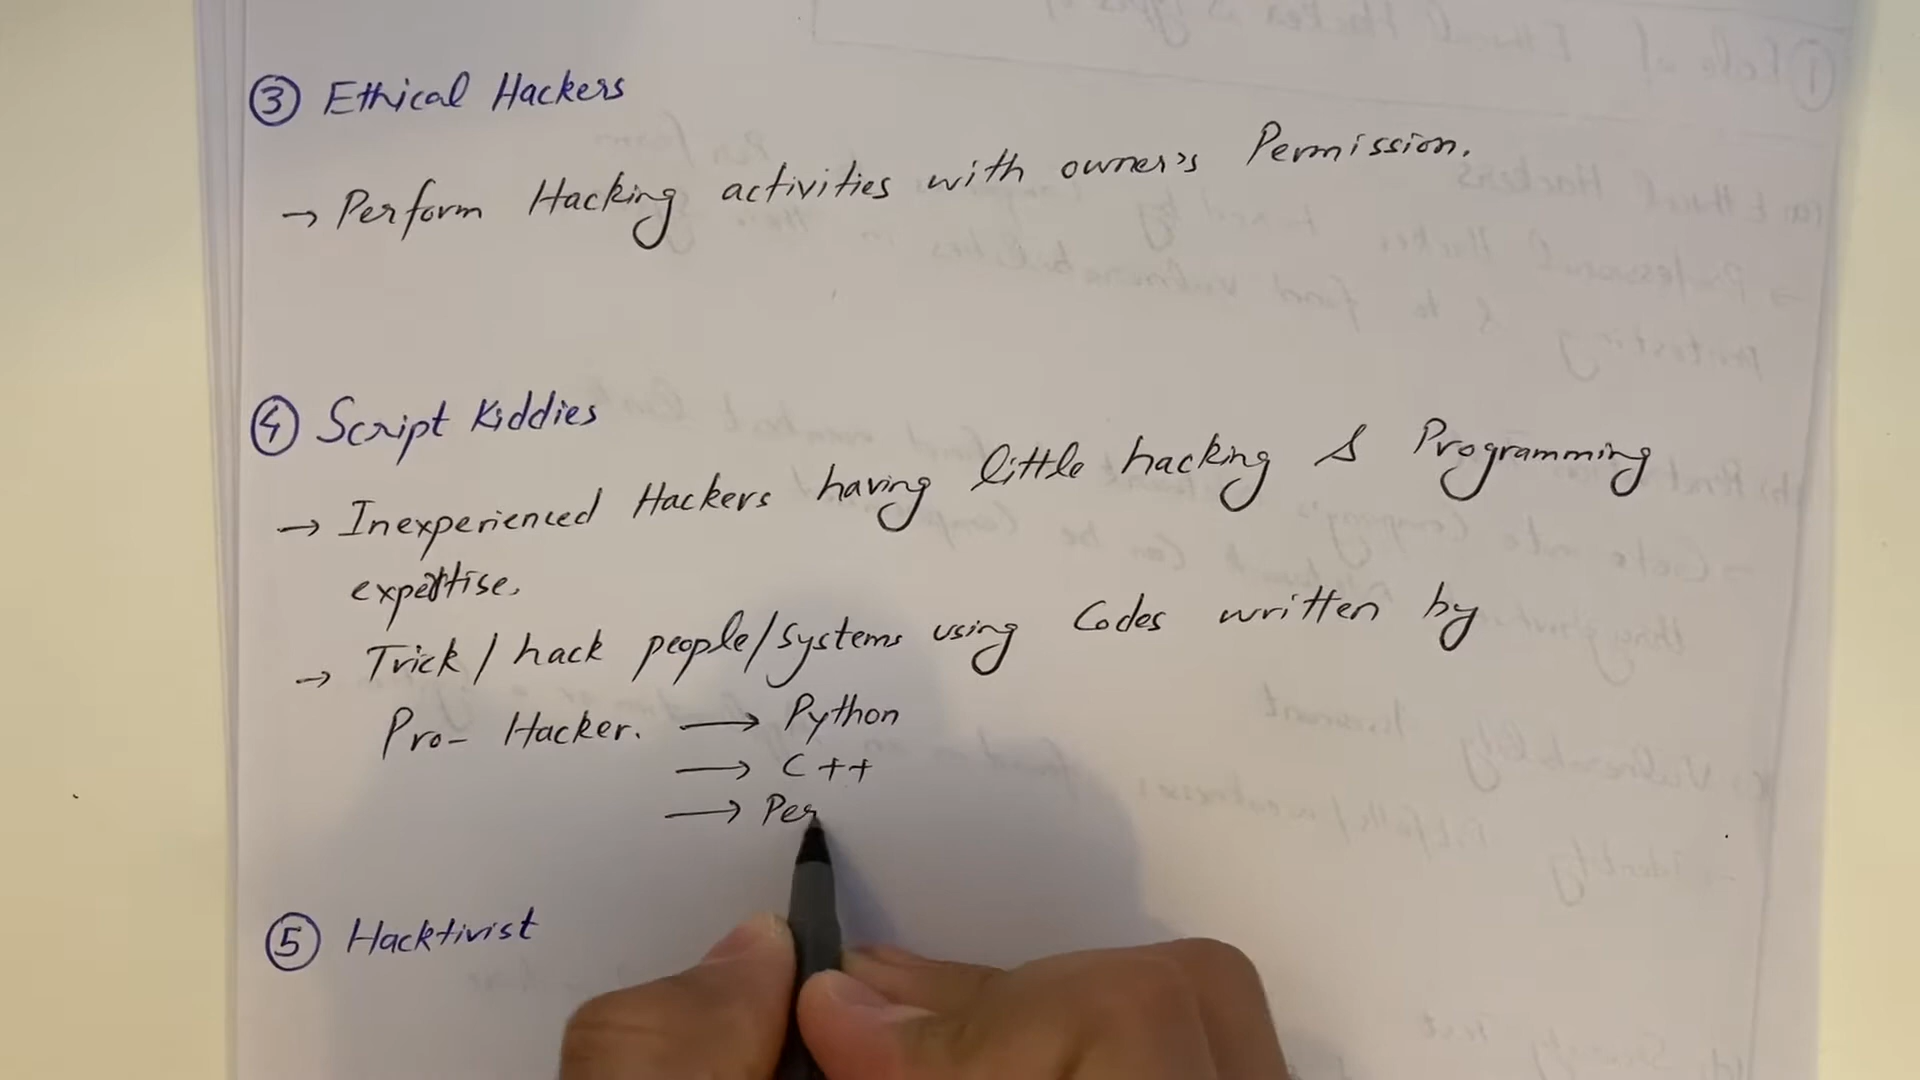 ③ Ethical Hackers
→ Perform Hacking activities with owner's Permission.
④ Script Kiddies
→ Inexperienced Hackers having little hacking & Programming
expertise.
→ Trick / hack people/systems using Codes written by
Pro- Hacker. → Python
→ C++
→ Per
⑤ Hacktivist